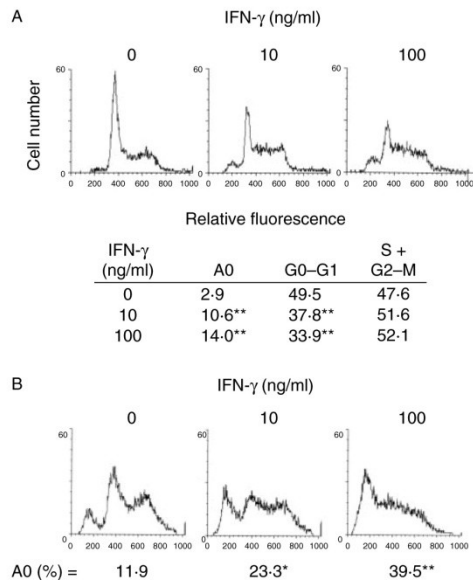 A
IFN-γ (ng/ml)
0 10 100
Cell number
60 60 60
0 0 0
0 200 400 600 800 1000 0 200 400 600 800 1000 0 200 400 600 800 1000
Relative fluorescence
IFN-γ S +
(ng/ml) A0 G0–G1 G2–M
0 2·9 49·5 47·6
10 10·6** 37·8** 51·6
100 14·0** 33·9** 52·1
B
IFN-γ (ng/ml)
0 10 100
60 60 60
0 0 0
0 200 400 600 800 1000 0 200 400 600 800 1000 0 200 400 600 800 1000
A0 (%) = 11·9 23·3* 39·5**